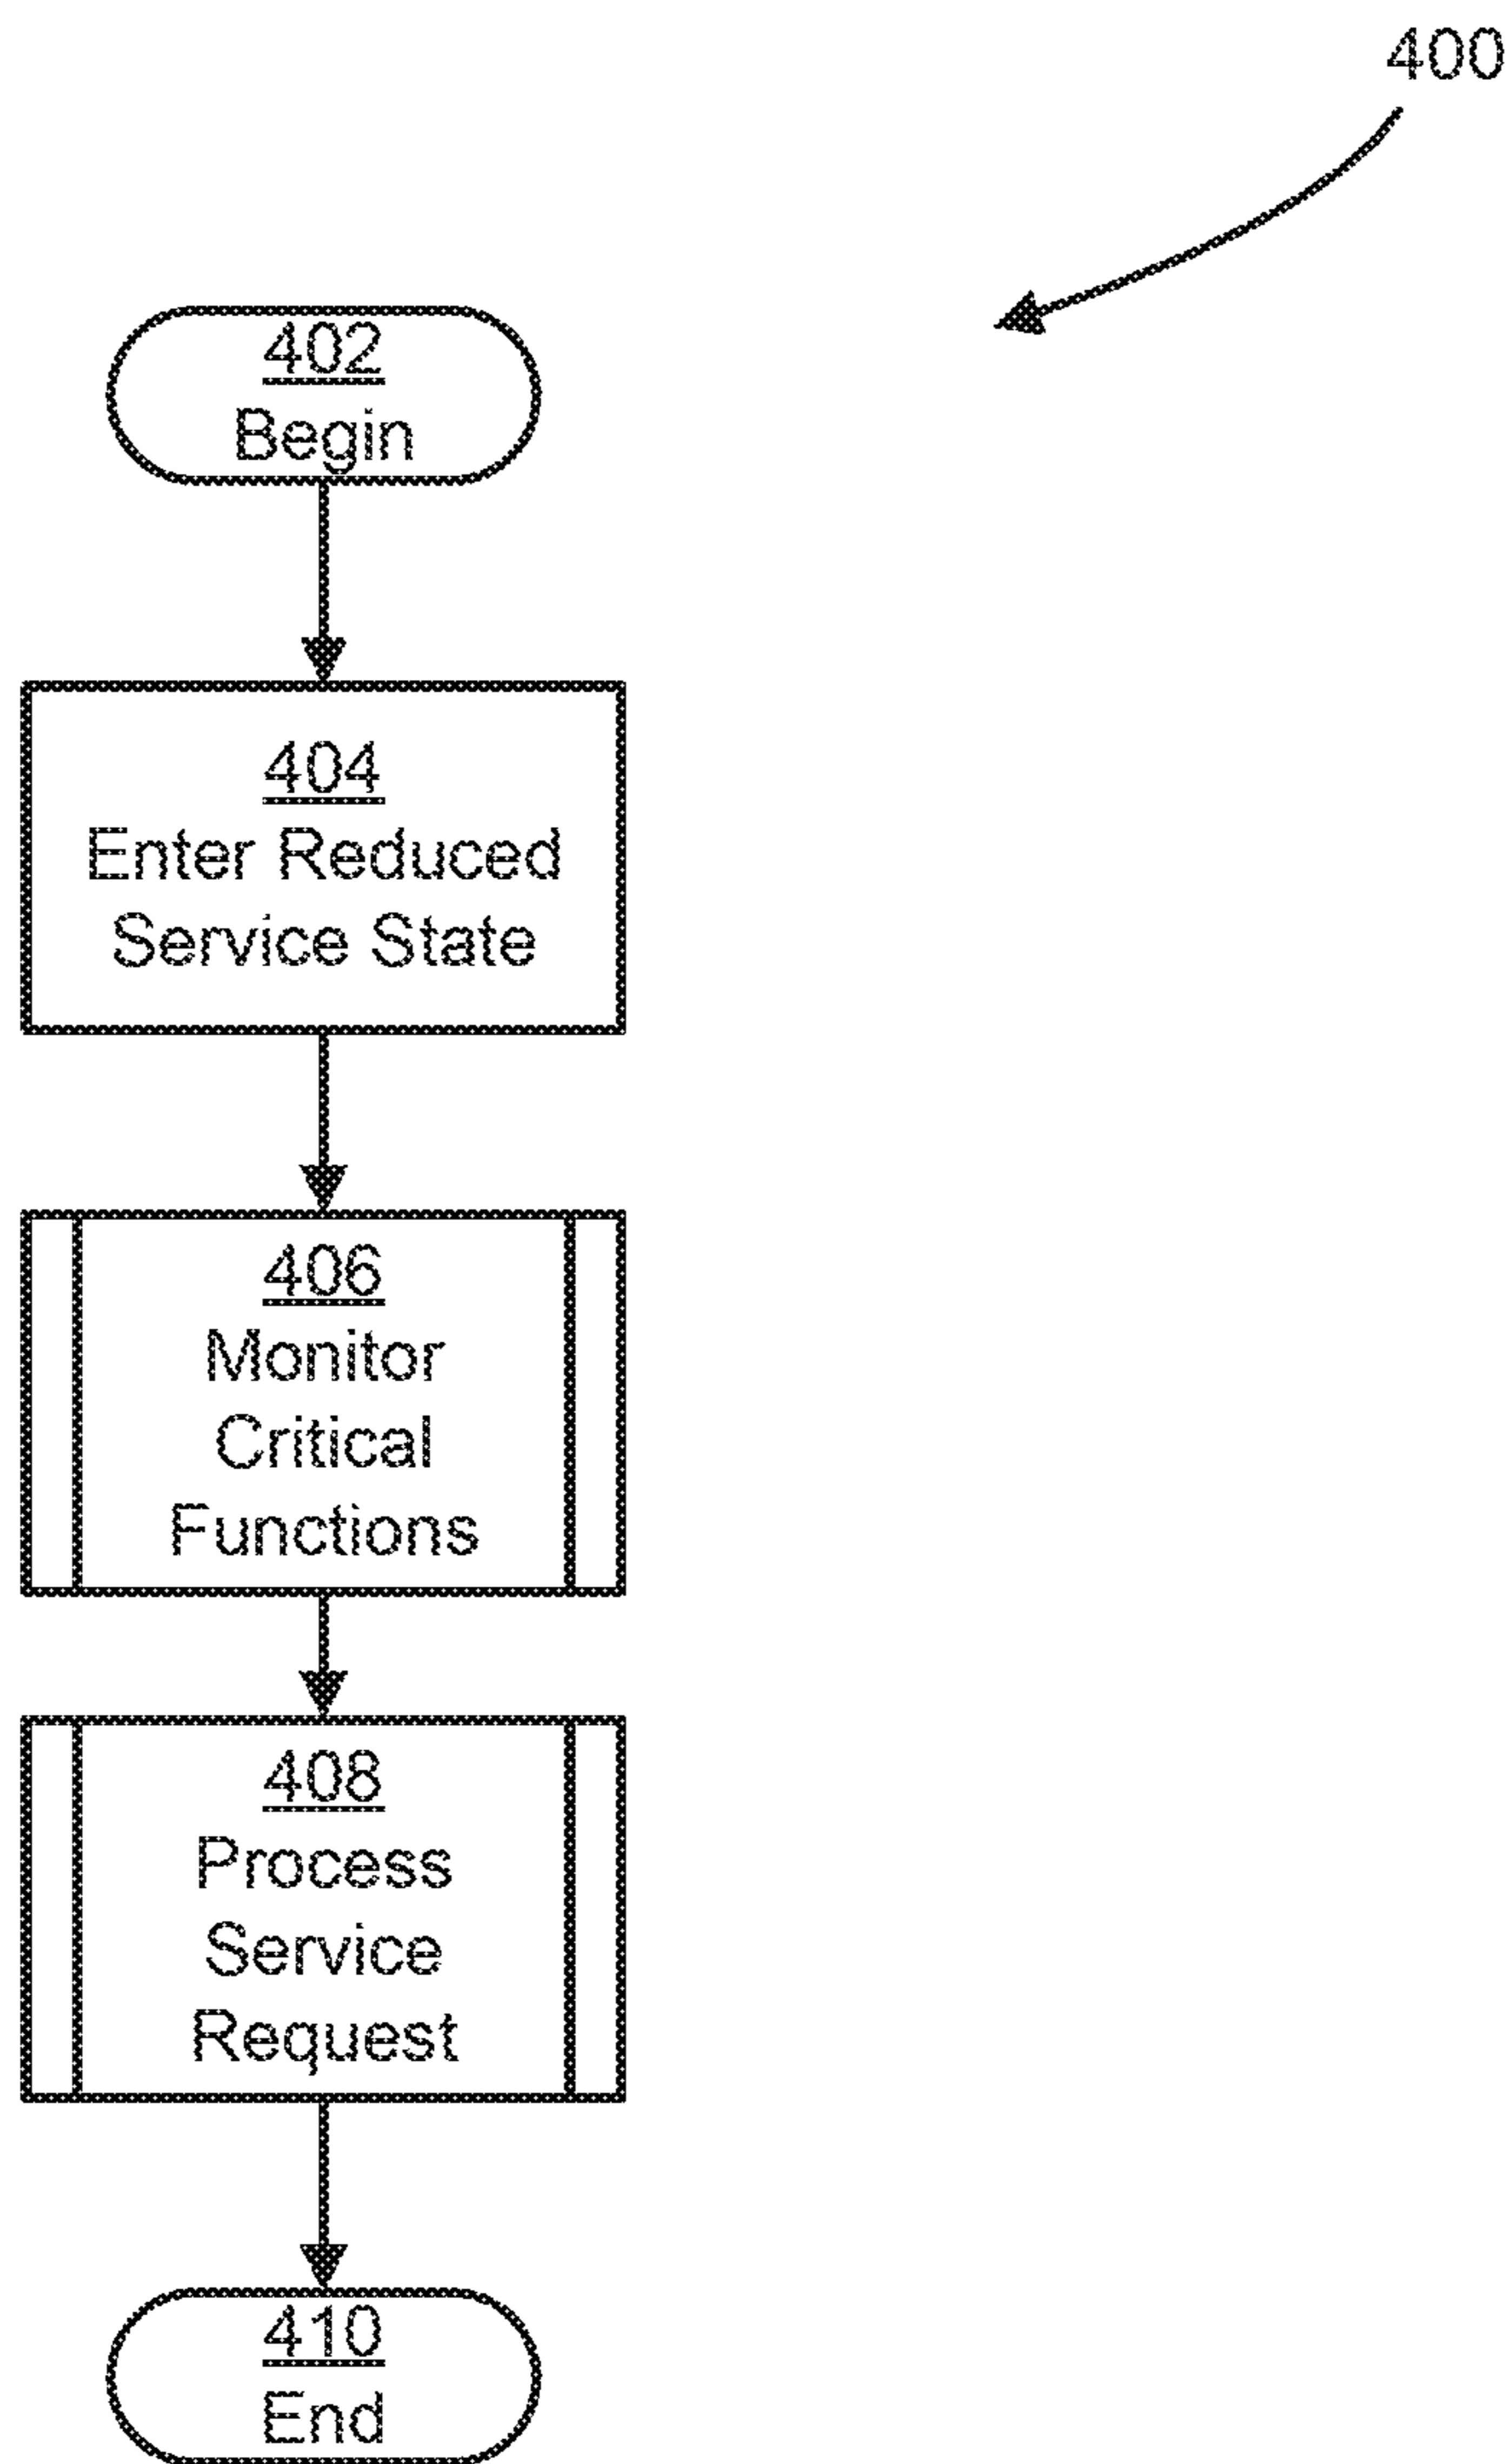 400
402
Begin
404
Enter Reduced
Service State
406
Monitor
Critical
Functions
408
Process
Service
Request
410
End